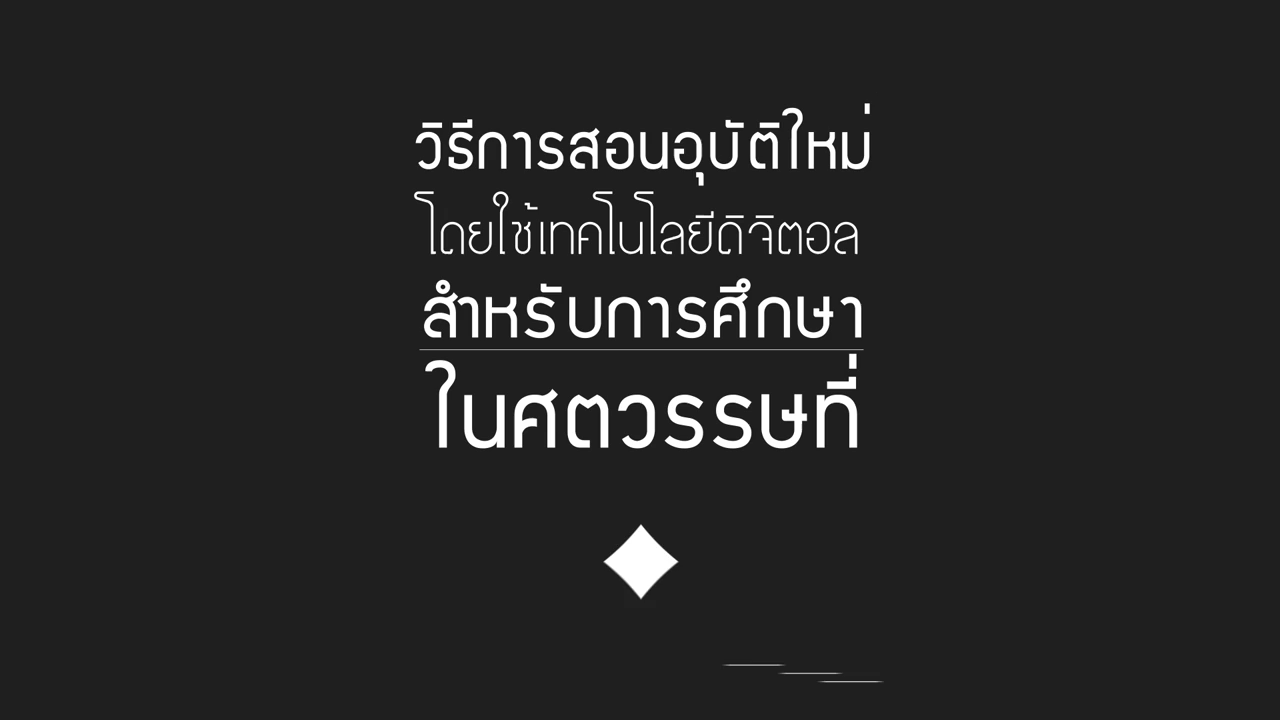 วิธีการสอนอุบัติใหม่
โดยใช้เทคโนโลยีดิจิตอล
สำหรับการศึกษา
ในศตวรรษที่